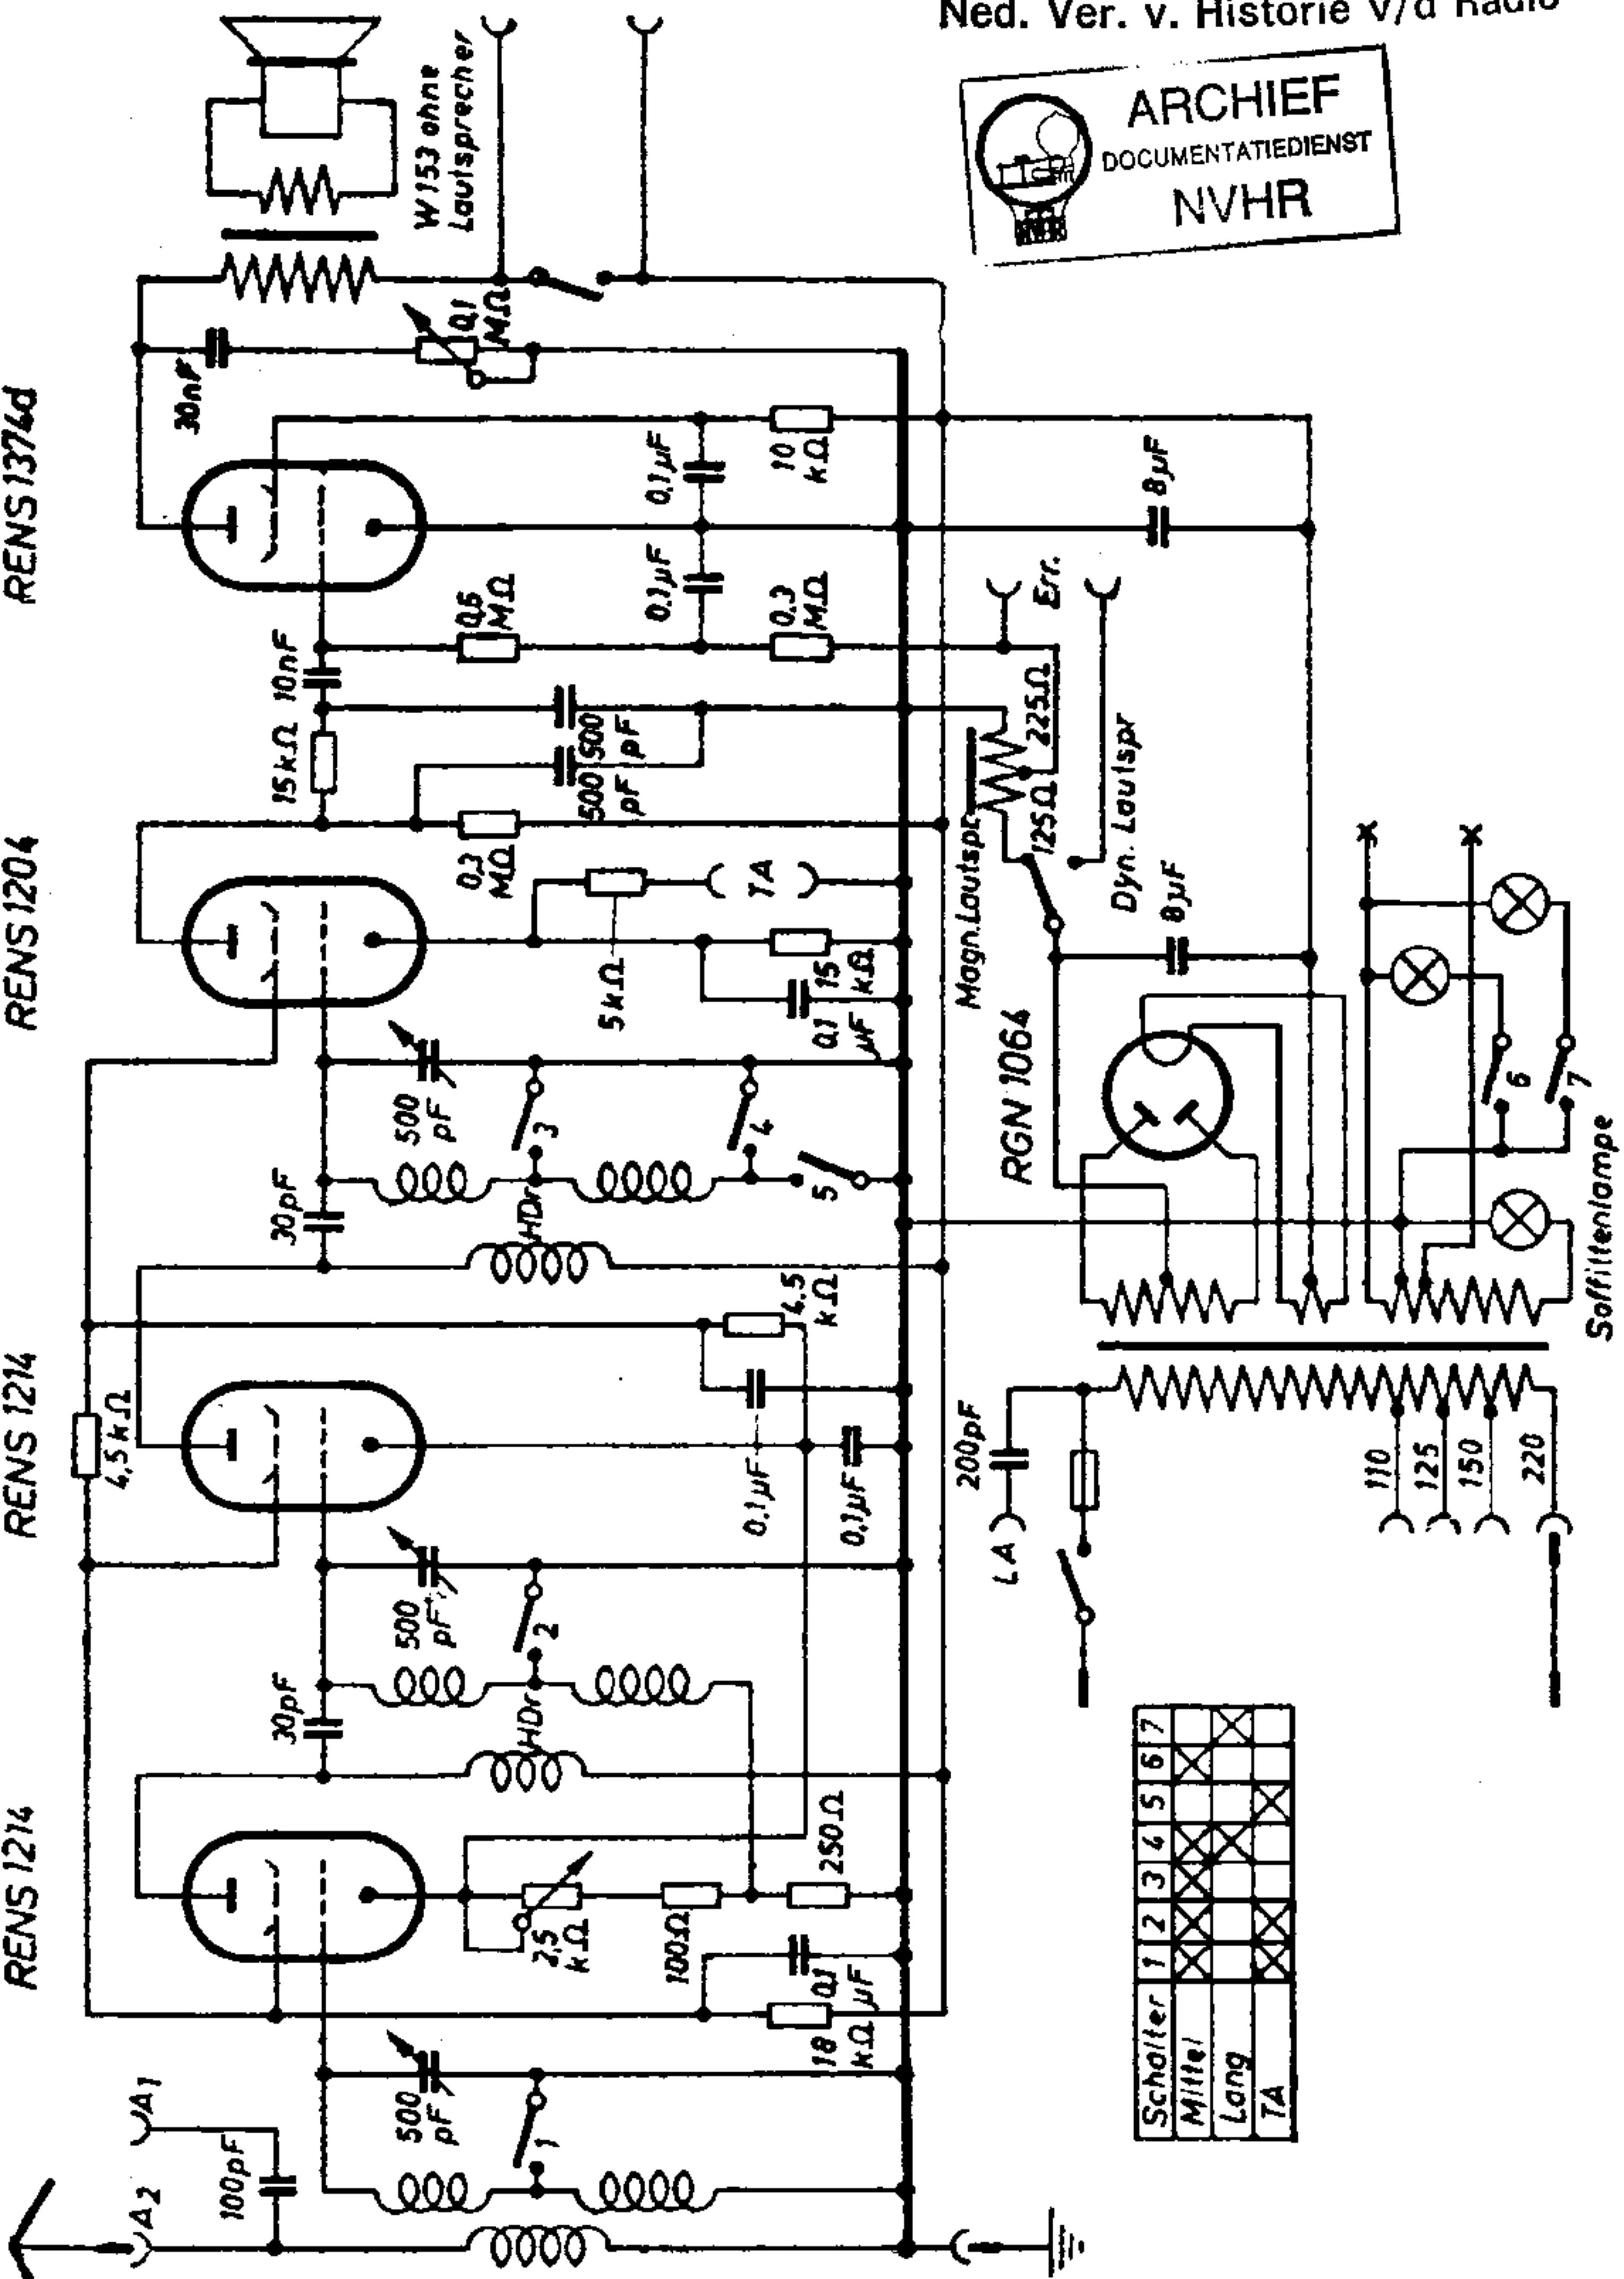 Ned. Ver. v. Historie v/d Radio
ARCHIEF
DOCUMENTATIEDIENST
NVHR
RENS 1214
RENS 1214
RENS 1204
RENS 1374d
A2
A1
100pF
500
pF
1
18
kΩ
0,1
µF
2,5
kΩ
100Ω
250Ω
30pF
HDr
500
pF
2
4,5kΩ
0.1µF
0,1µF
4.5
kΩ
30pF
HDr
500
pF
3
4
5
5kΩ
0.1
µF
15
kΩ
TA
0,3
MΩ
15kΩ
10nF
500
pF
500
pF
0,6
MΩ
0.1µF
0.3
MΩ
0,1µF
10
kΩ
30nF
0,1
MΩ
W153 ohne
Lautsprecher
Magn.Lautspr.
125Ω
225Ω
Err.
Dyn. Lautspr
8µF
8µF
RGN 1064
6
7
Soffittenlampe
LA
200pF
110
125
150
220
Schalter 1 2 3 4 5 6 7
Mittel
Lang
TA